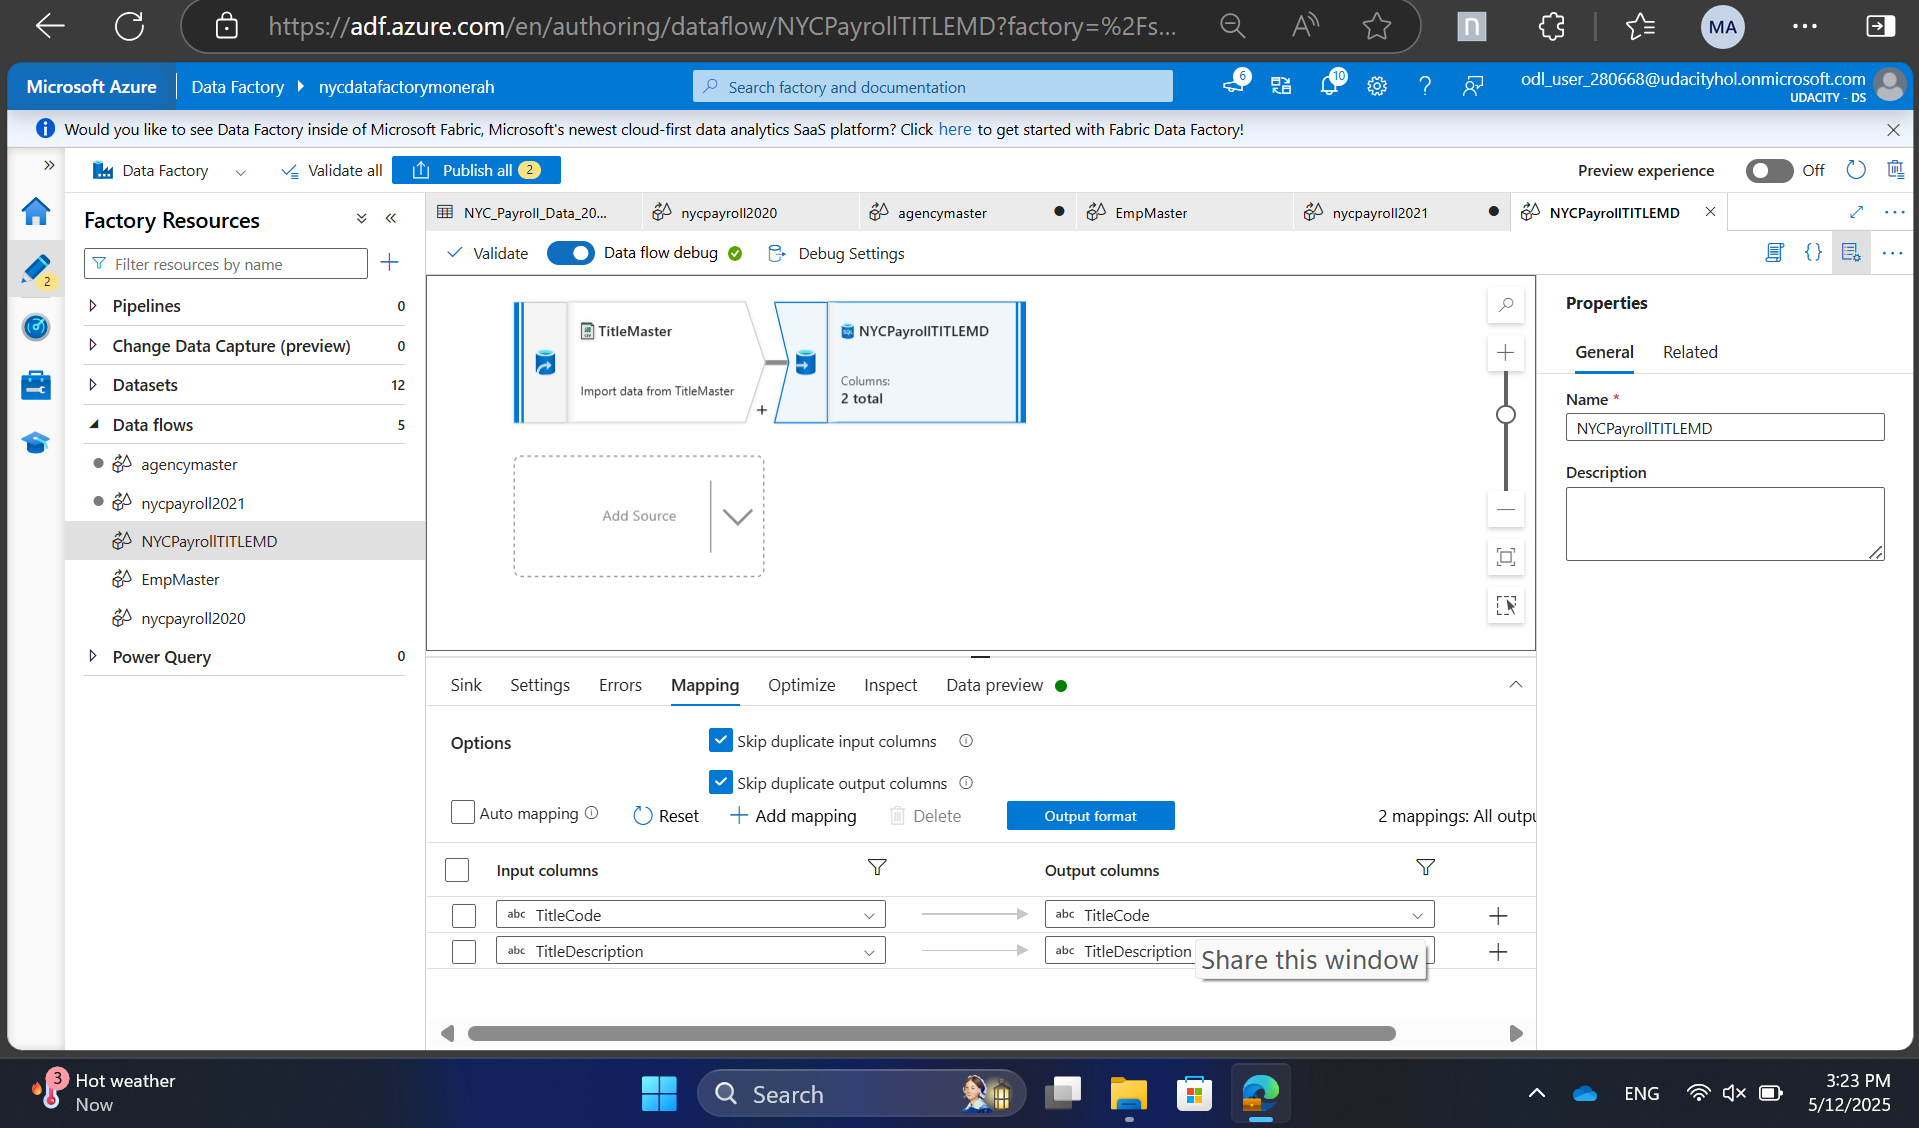 https://adf.azure.com/en/authoring/dataflow/NYCPayrollTITLEMD?factory=%2Fs...
MA
Microsoft Azure
Data Factory
nycdatafactorymonerah
Search factory and documentation
6
10
odl_user_280668@udacityhol.onmicrosoft.com
UDACITY - DS
Would you like to see Data Factory inside of Microsoft Fabric, Microsoft's newest cloud-first data analytics SaaS platform? Click here to get started with Fabric Data Factory!
Data Factory
Validate all
Publish all 2
Preview experience
Off
Factory Resources
NYC_Payroll_Data_20...
nycpayroll2020
agencymaster
EmpMaster
nycpayroll2021
NYCPayrollTITLEMD
Filter resources by name
2
Validate
Data flow debug
Debug Settings
Pipelines 0
Change Data Capture (preview) 0
Datasets 12
Data flows 5
agencymaster
nycpayroll2021
NYCPayrollTITLEMD
EmpMaster
nycpayroll2020
Power Query 0
TitleMaster
Import data from TitleMaster
NYCPayrollTITLEMD
Columns:
2 total
Add Source
Properties
General
Related
Name *
NYCPayrollTITLEMD
Description
Sink
Settings
Errors
Mapping
Optimize
Inspect
Data preview
Options
Skip duplicate input columns
Skip duplicate output columns
Auto mapping
Reset
Add mapping
Delete
Output format
2 mappings: All outpu
Input columns
Output columns
abc TitleCode
abc TitleCode
abc TitleDescription
abc TitleDescription
Share this window
3
Hot weather
Now
Search
ENG
3:23 PM
5/12/2025